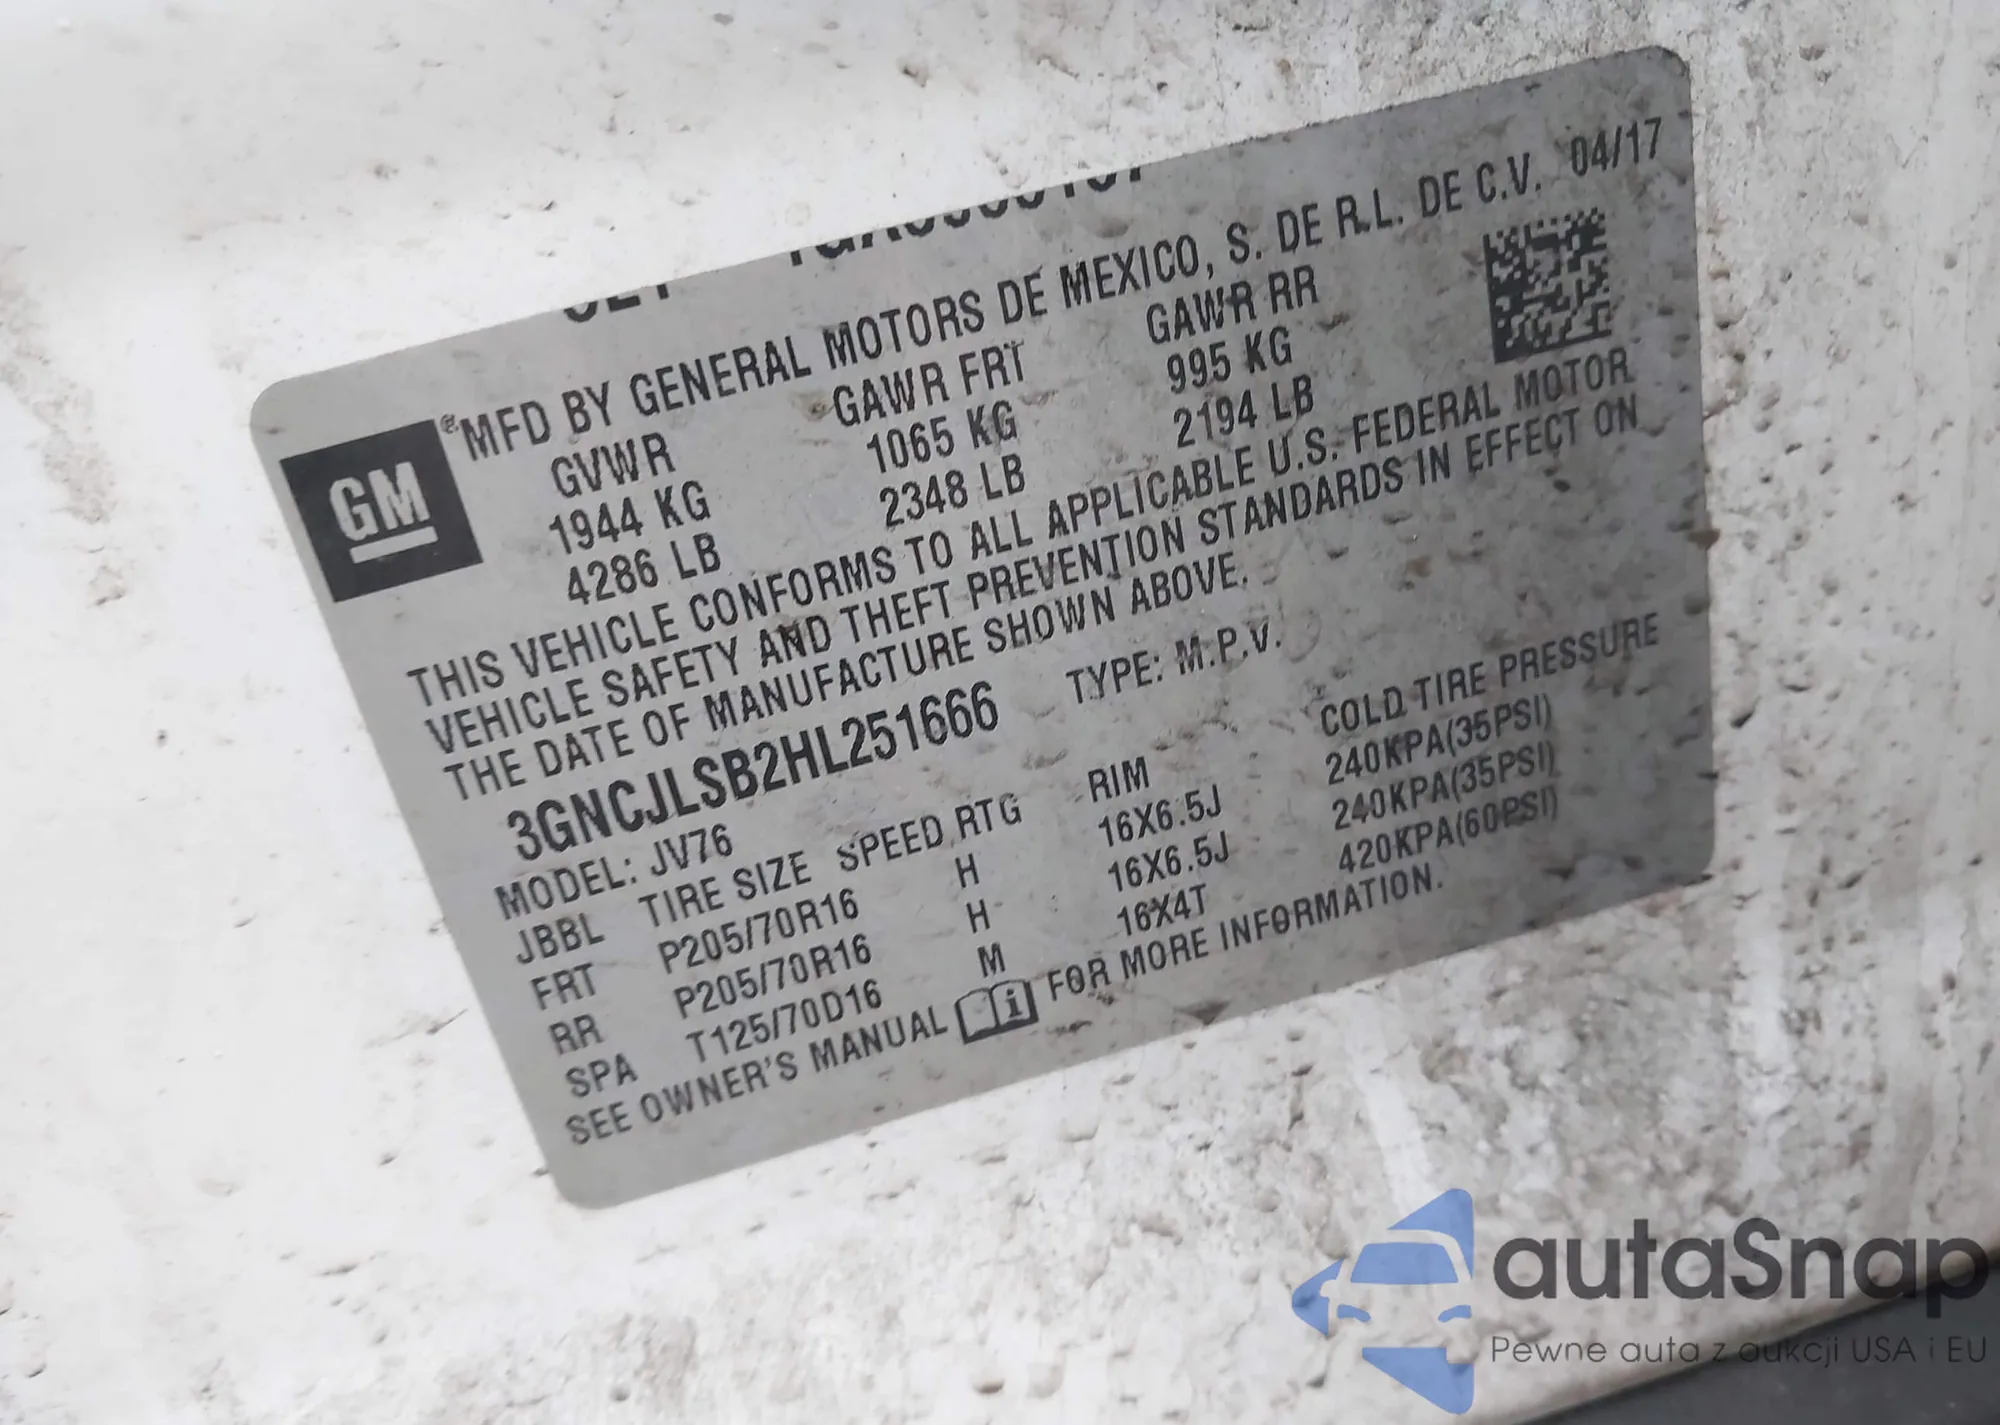 MFD BY GENERAL MOTORS DE MEXICO, S. DE R.L. DE C.V. 04/17
GM ®
GVWR GAWR FRT GAWR RR
1944 KG 1065 KG 995 KG
4286 LB 2348 LB 2194 LB
THIS VEHICLE CONFORMS TO ALL APPLICABLE U.S. FEDERAL MOTOR
VEHICLE SAFETY AND THEFT PREVENTION STANDARDS IN EFFECT ON
THE DATE OF MANUFACTURE SHOWN ABOVE.
3GNCJLSB2HL251666 TYPE: M.P.V.
MODEL: JV76
JBBL TIRE SIZE SPEED RTG RIM COLD TIRE PRESSURE
FRT P205/70R16 H 16X6.5J 240KPA(35PSI)
RR P205/70R16 H 16X6.5J 240KPA(35PSI)
SPA T125/70D16 M 16X4T 420KPA(60PSI)
SEE OWNER'S MANUAL FOR MORE INFORMATION.
autaSnap
Pewne auta z aukcji USA i EU